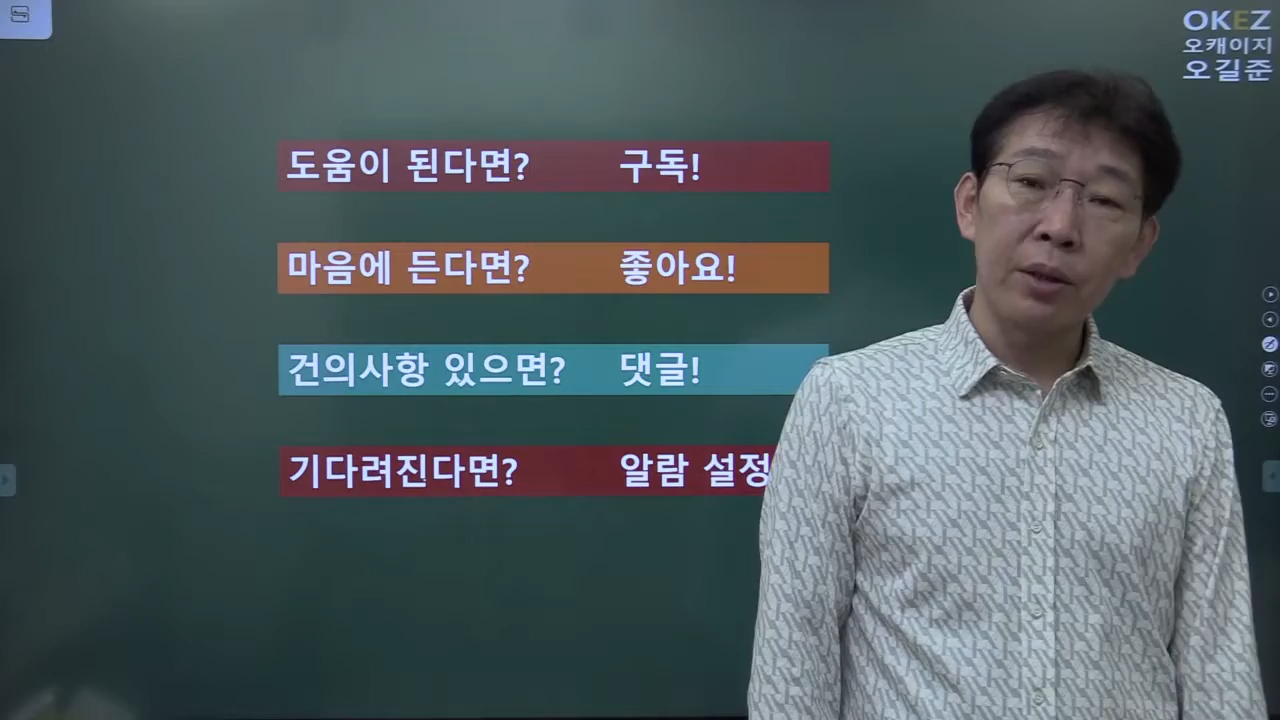 OKEZ
오캐이지
오길준
도움이 된다면? 구독!
마음에 든다면? 좋아요!
건의사항 있으면? 댓글!
기다려진다면? 알람 설정